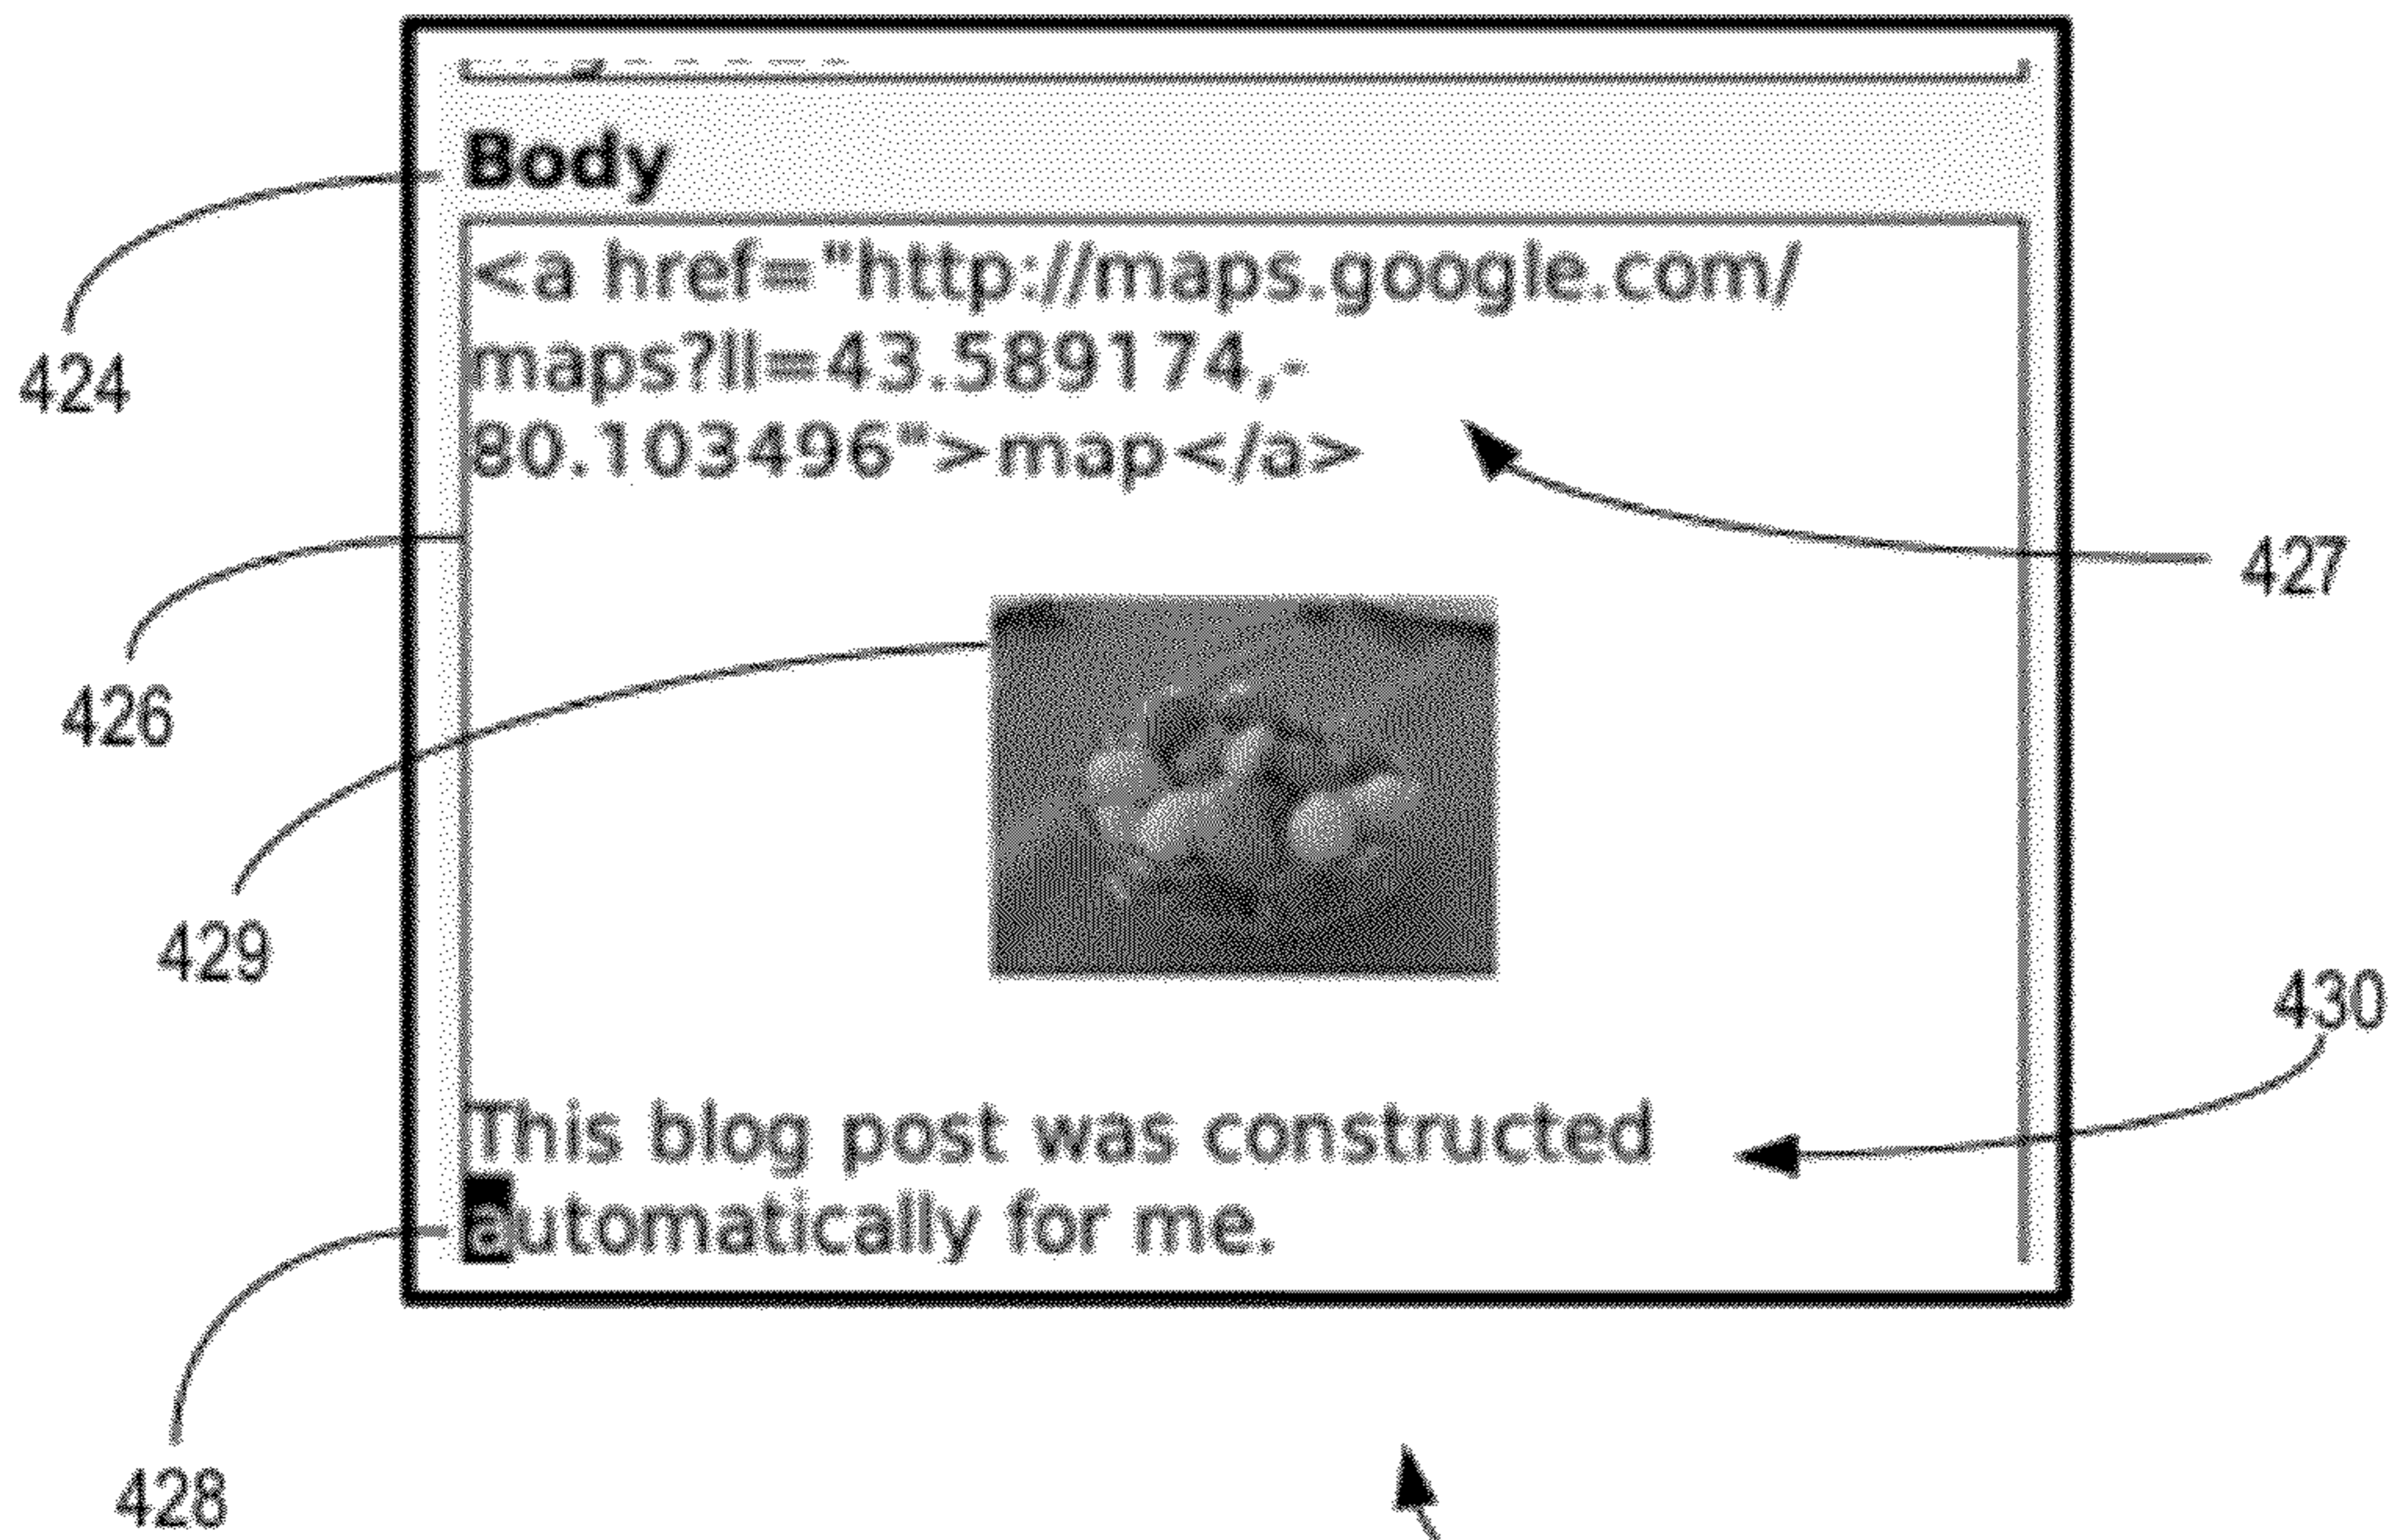 Body
<a href="http://maps.google.com/
maps?ll=43.589174,-
80.103496">map</a>
424
427
426
429
430
This blog post was constructed
automatically for me.
428